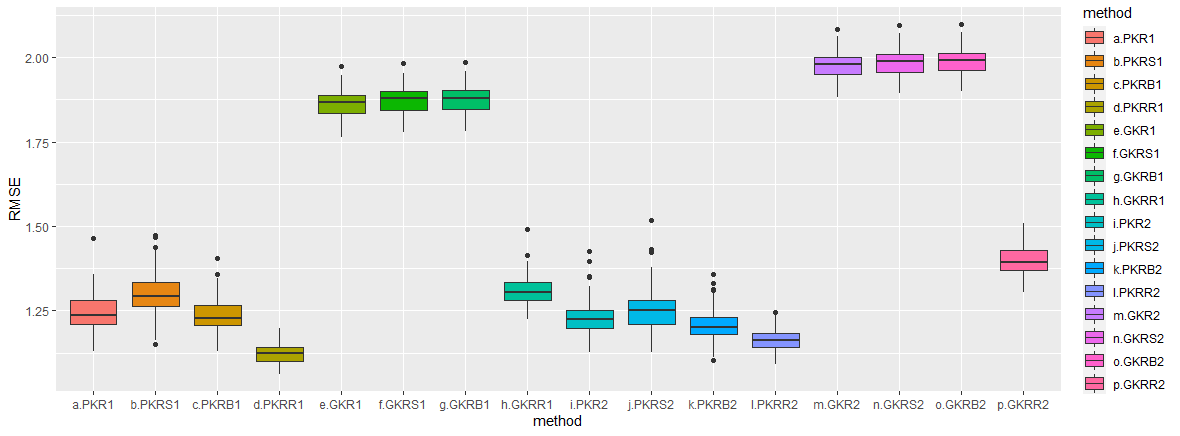 RMSE
2.00
1.75
1.50
1.25
a.PKR1 b.PKRS1 c.PKRB1 d.PKRR1 e.GKR1 f.GKRS1 g.GKRB1 h.GKRR1 i.PKR2 j.PKRS2 k.PKRB2 l.PKRR2 m.GKR2 n.GKRS2 o.GKRB2 p.GKRR2
method
method
a.PKR1
b.PKRS1
c.PKRB1
d.PKRR1
e.GKR1
f.GKRS1
g.GKRB1
h.GKRR1
i.PKR2
j.PKRS2
k.PKRB2
l.PKRR2
m.GKR2
n.GKRS2
o.GKRB2
p.GKRR2